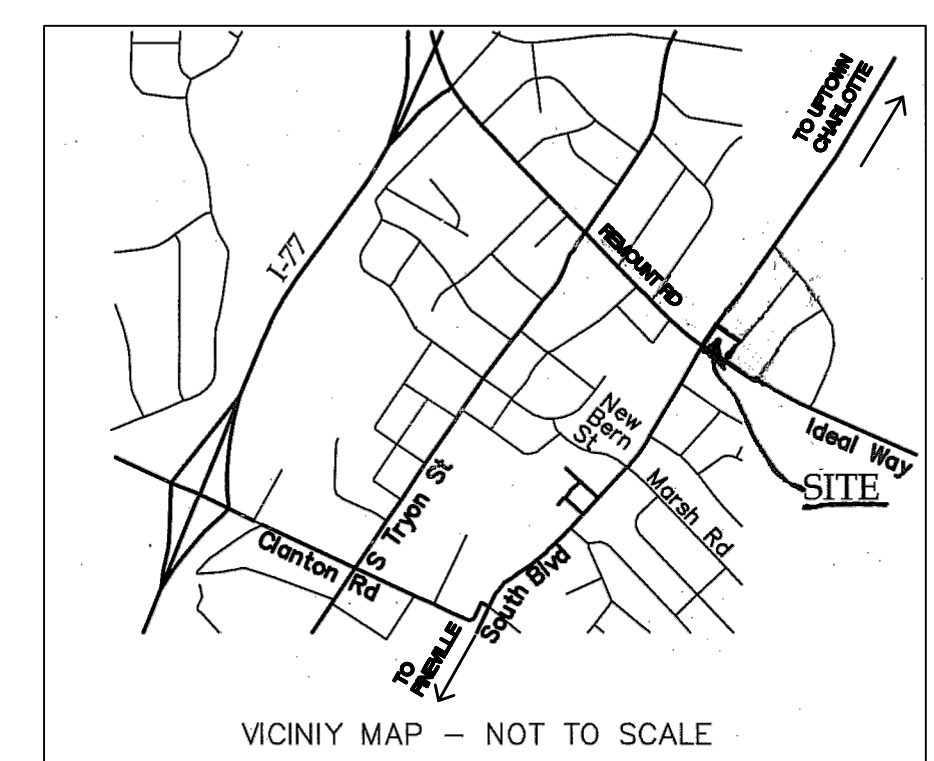 TO UPTOWN
CHARLOTTE
I-77
REMOUNT RD
New
Bern
St
Ideal Way
SITE
Marsh Rd
S Tryon St
Clanton Rd
South Blvd
TO
PINEVILLE
VICINIY MAP – NOT TO SCALE